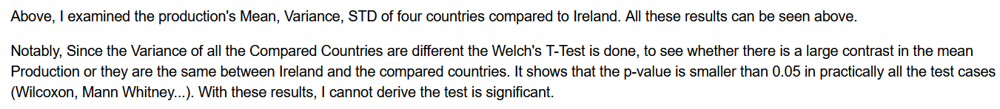 Above, I examined the production's Mean, Variance, STD of four countries compared to Ireland. All these results can be seen above.
Notably, Since the Variance of all the Compared Countries are different the Welch's T-Test is done, to see whether there is a large contrast in the mean
Production or they are the same between Ireland and the compared countries. It shows that the p-value is smaller than 0.05 in practically all the test cases
(Wilcoxon, Mann Whitney...). With these results, I cannot derive the test is significant.